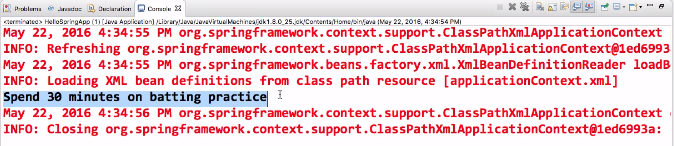 Problems @ Javadoc Declaration Console
<terminated> HelloSpringApp (1) [Java Application] /Library/Java/JavaVirtualMachines/jdk1.8.0_25.jdk/Contents/Home/bin/java (May 22, 2016, 4:34:54 PM)
May 22, 2016 4:34:55 PM org.springframework.context.support.ClassPathXmlApplicationContext
INFO: Refreshing org.springframework.context.support.ClassPathXmlApplicationContext@1ed6993
May 22, 2016 4:34:55 PM org.springframework.beans.factory.xml.XmlBeanDefinitionReader loadB
INFO: Loading XML bean definitions from class path resource [applicationContext.xml]
Spend 30 minutes on batting practice
May 22, 2016 4:34:56 PM org.springframework.context.support.ClassPathXmlApplicationContext
INFO: Closing org.springframework.context.support.ClassPathXmlApplicationContext@1ed6993a: